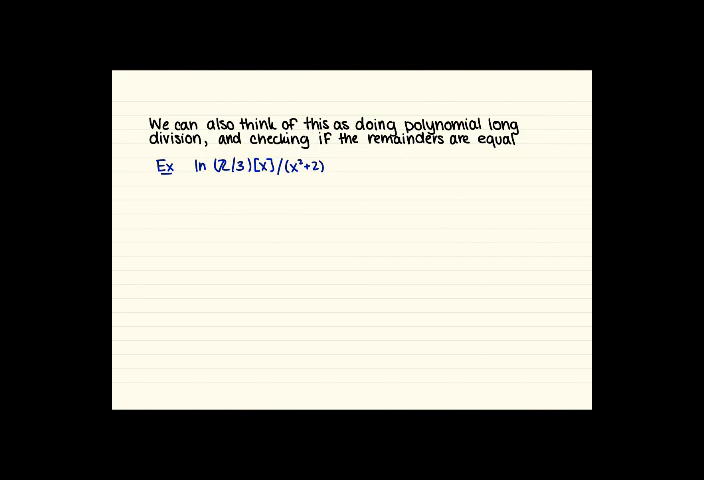 We can also think of this as doing polynomial long
division, and checking if the remainders are equal
Ex In (ℤ/3)[x]/(x²+2)